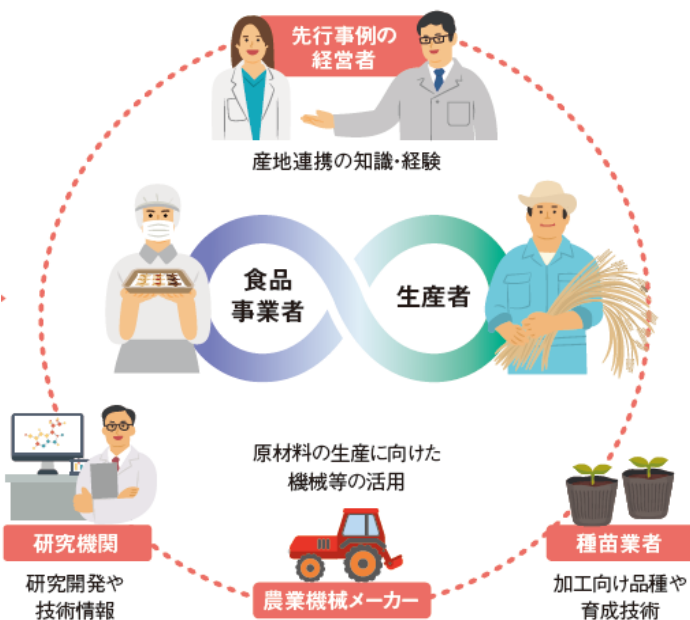 先行事例の
経営者
産地連携の知識・経験
食品
事業者
生産者
原材料の生産に向けた
機械等の活用
研究機関
研究開発や
技術情報
農業機械メーカー
種苗業者
加工向け品種や
育成技術